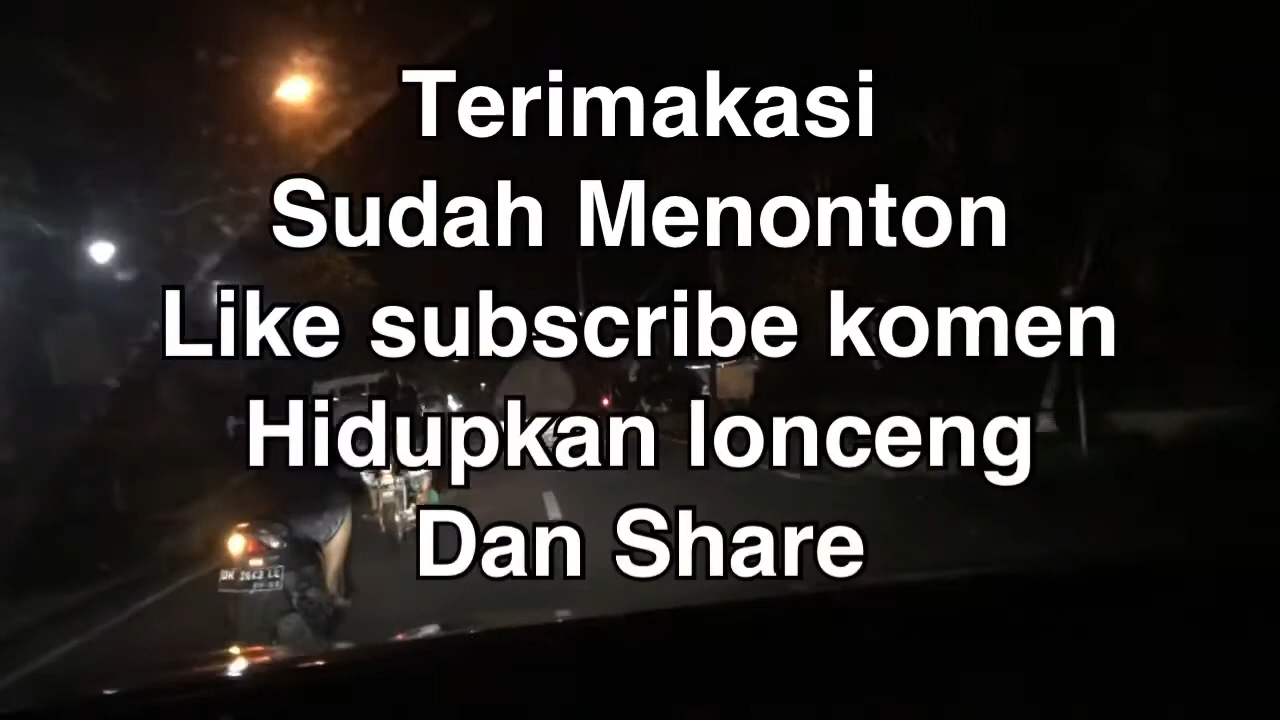 Terimakasi
Sudah Menonton
Like subscribe komen
Hidupkan lonceng
Dan Share